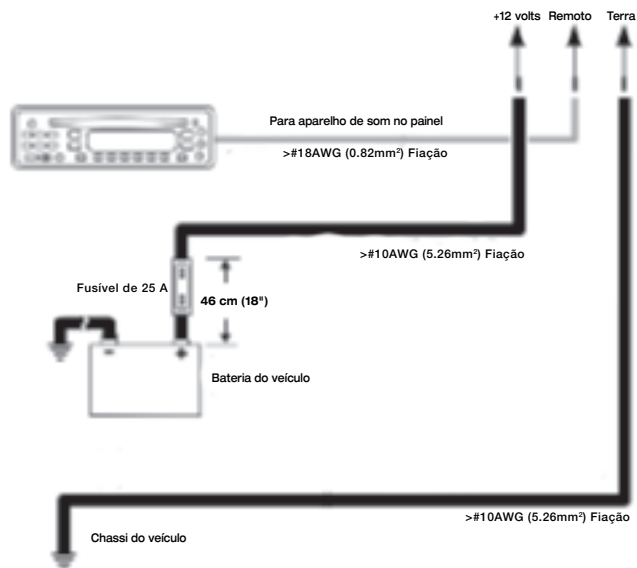 +12 volts Remoto Terra
Para aparelho de som no painel
>#18AWG (0.82mm²) Fiação
>#10AWG (5.26mm²) Fiação
Fusível de 25 A
46 cm (18")
Bateria do veículo
>#10AWG (5.26mm²) Fiação
Chassi do veículo